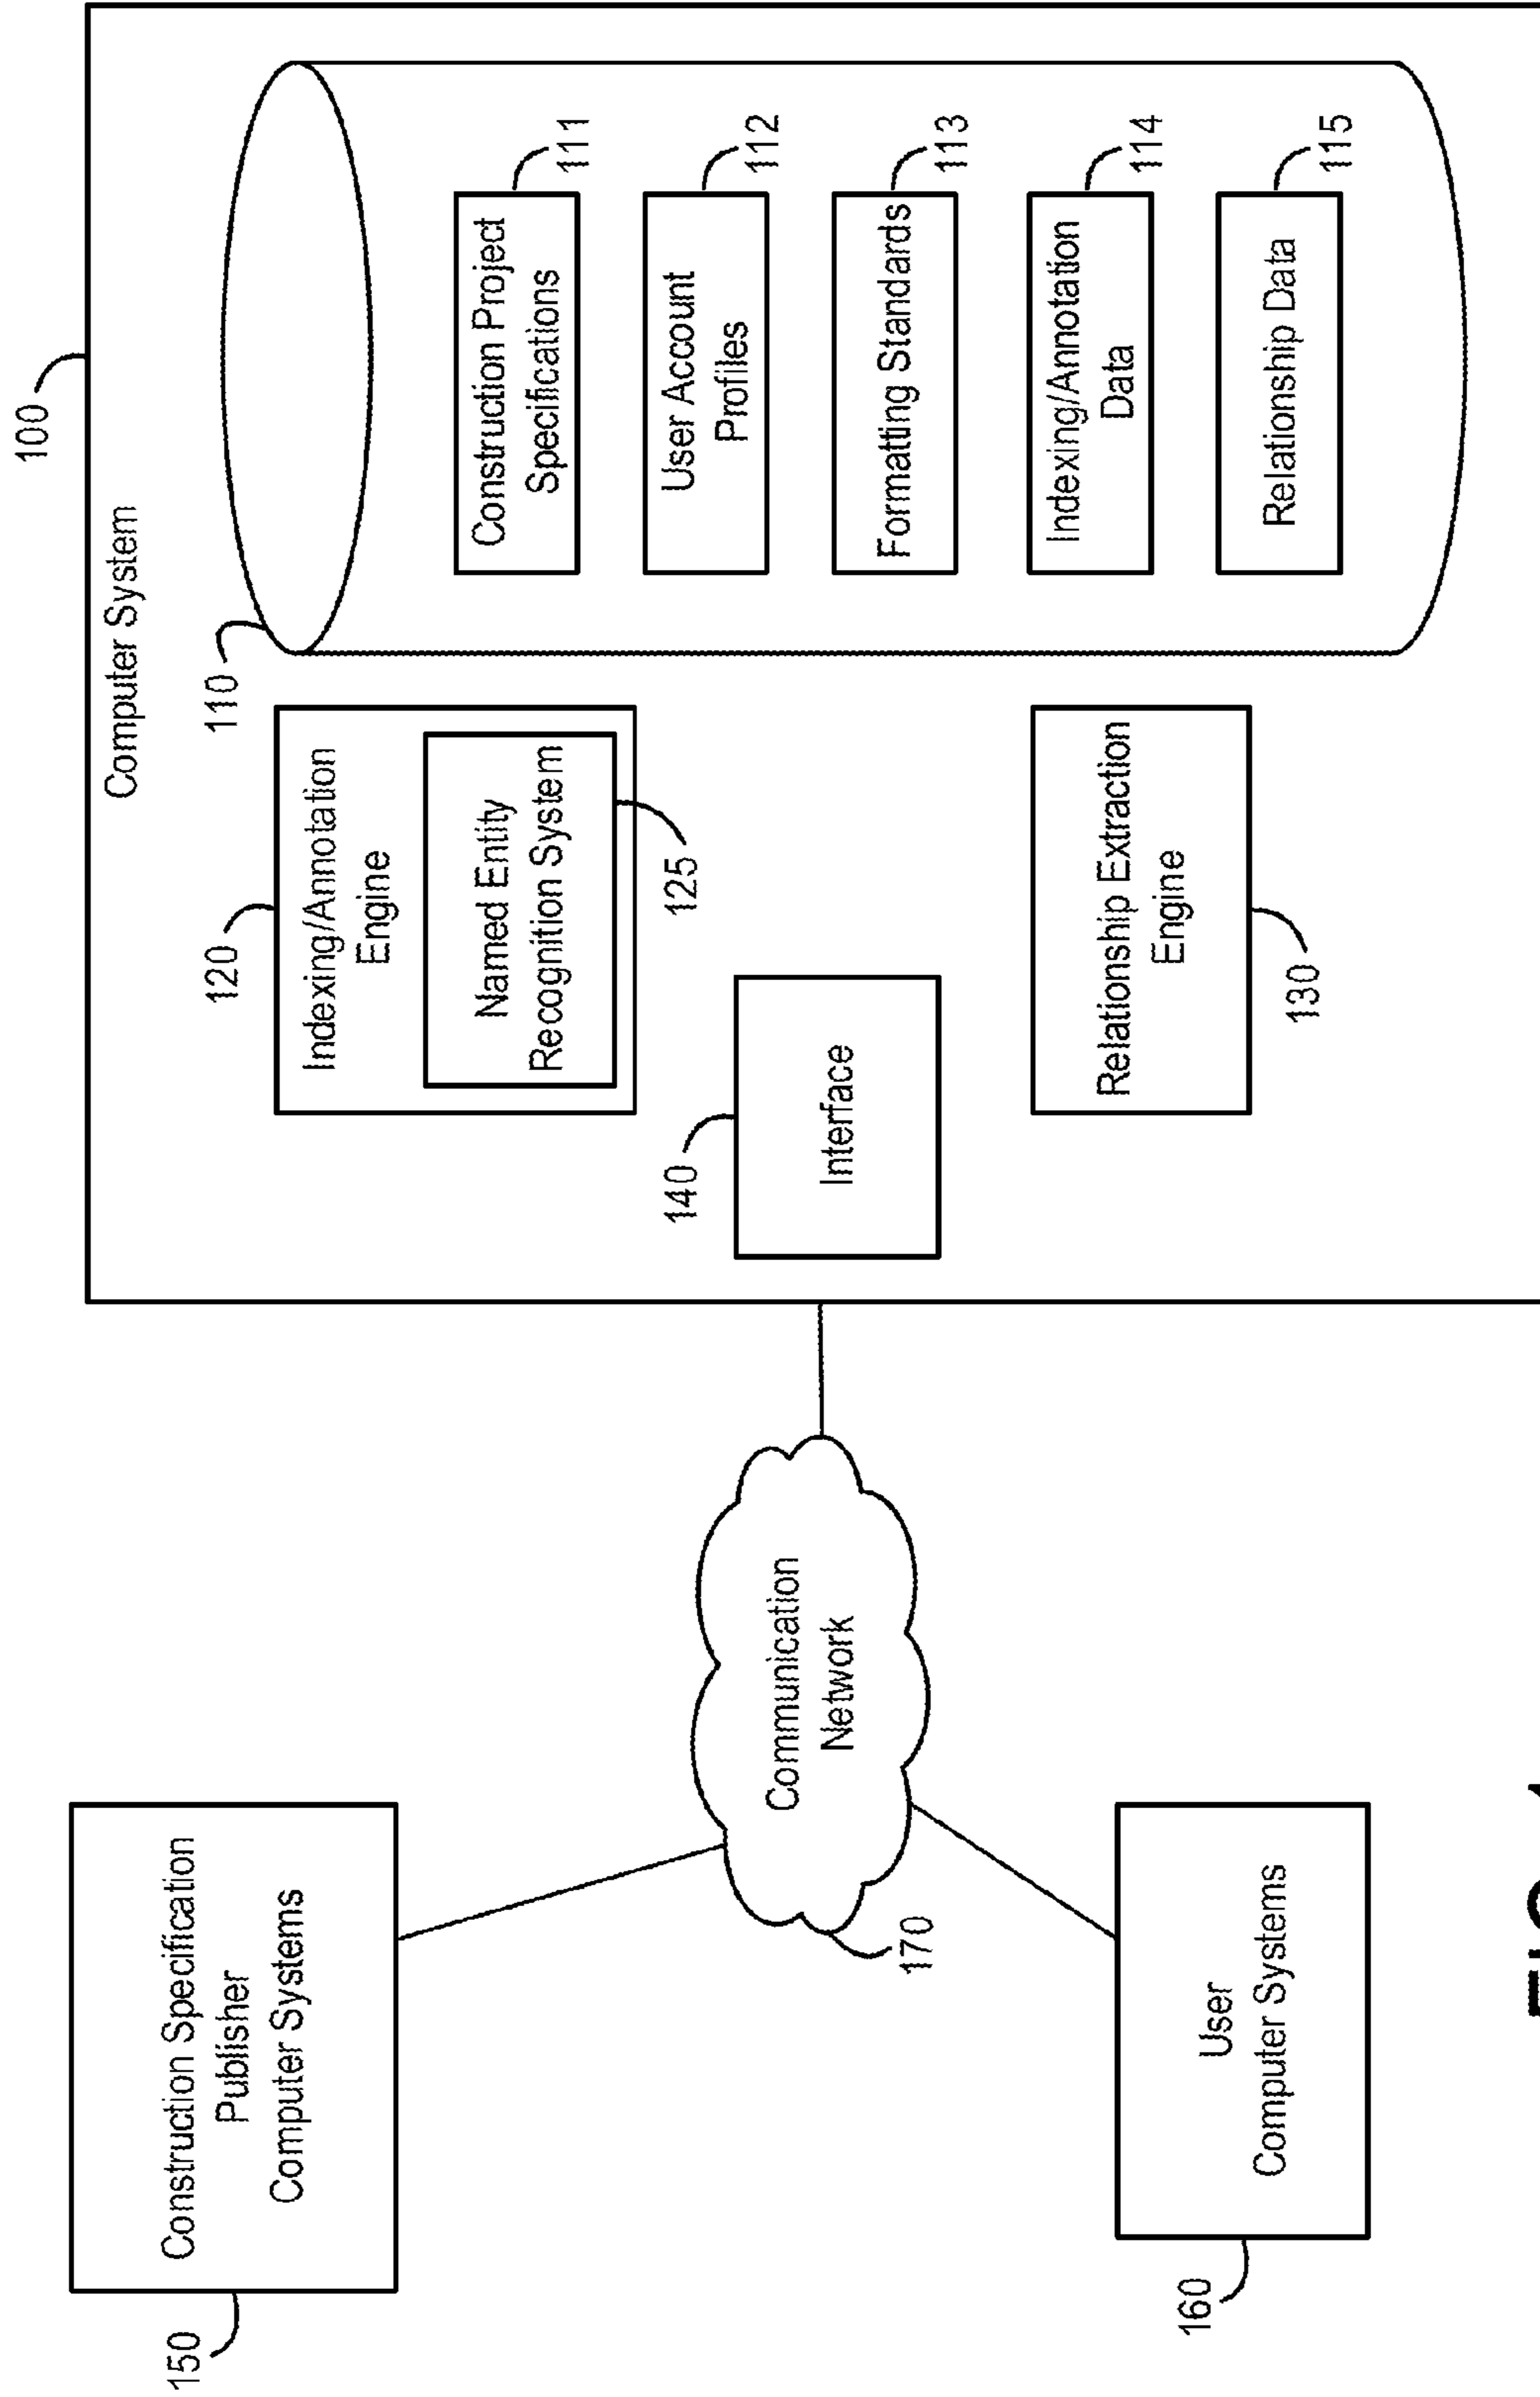 150
Construction Specification
Publisher
Computer Systems
160
User
Computer Systems
170
Communication
Network
100
Computer System
140
Interface
120
Indexing/Annotation
Engine
Named Entity
Recognition System
125
Relationship Extraction
Engine
130
110
Construction Project
Specifications
111
User Account
Profiles
112
Formatting Standards
113
Indexing/Annotation
Data
114
Relationship Data
115